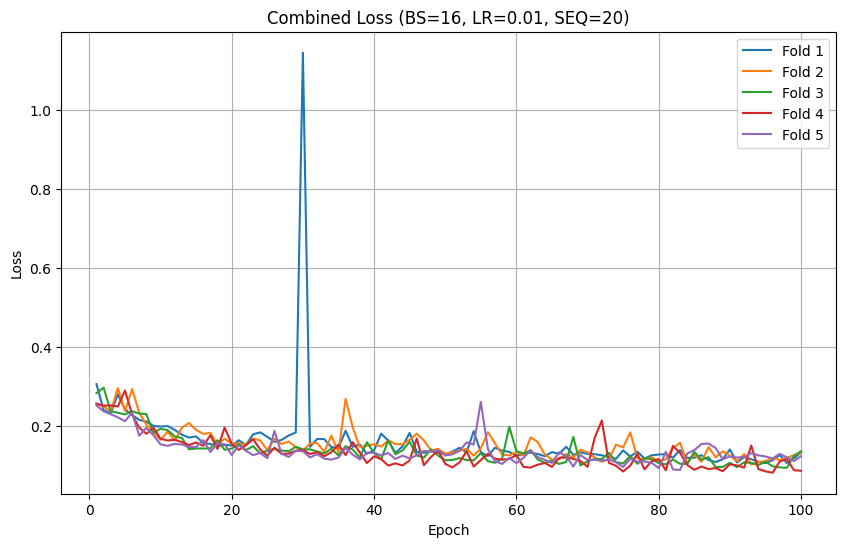 Combined Loss (BS=16, LR=0.01, SEQ=20)
Fold 1
Fold 2
Fold 3
Fold 4
Fold 5
Loss
1.0
0.8
0.6
0.4
0.2
0 20 40 60 80 100
Epoch